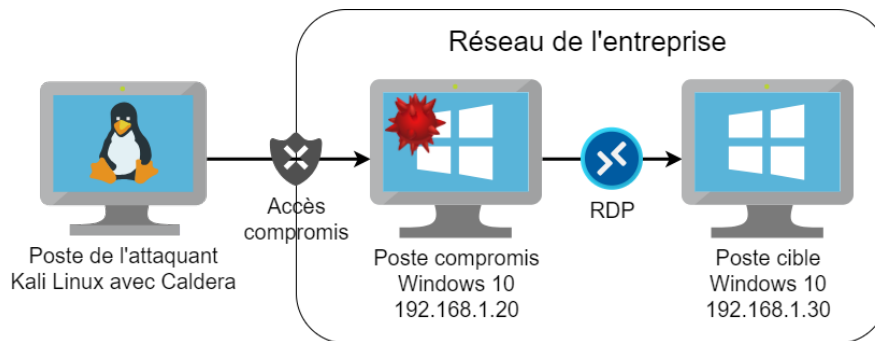 Réseau de l'entreprise
Accès
compromis
RDP
Poste de l'attaquant
Kali Linux avec Caldera
Poste compromis
Windows 10
192.168.1.20
Poste cible
Windows 10
192.168.1.30